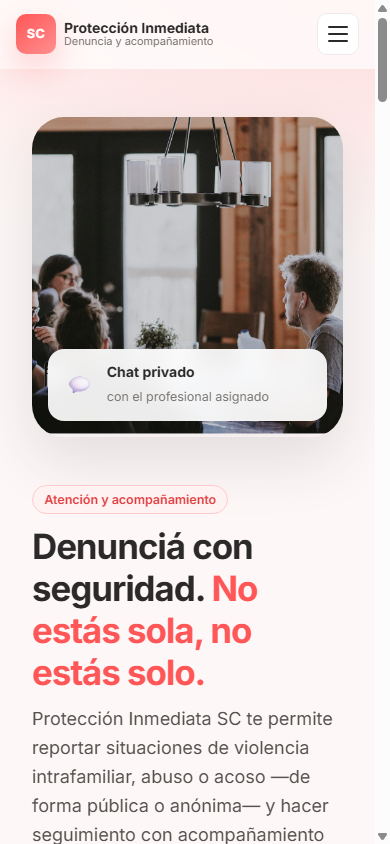 SC
Protección Inmediata
Denuncia y acompañamiento
Chat privado
con el profesional asignado
Atención y acompañamiento
Denunciá con
seguridad. No
estás sola, no
estás solo.
Protección Inmediata SC te permite
reportar situaciones de violencia
intrafamiliar, abuso o acoso —de
forma pública o anónima— y hacer
seguimiento con acompañamiento